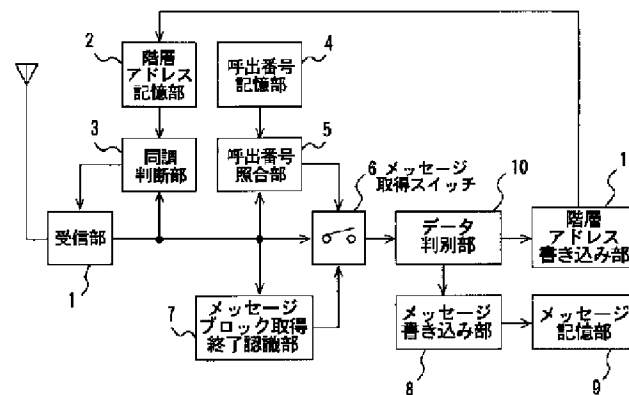 2
階層
アドレス
記憶部
4
呼出番号
記憶部
3
同調
判断部
5
呼出番号
照合部
6 メッセージ
取得スイッチ
10
1
受信部
1
データ
判別部
階層
アドレス
書き込み部
7
メッセージ
ブロック取得
終了認識部
メッセージ
書き込み部
8
メッセージ
記憶部
9